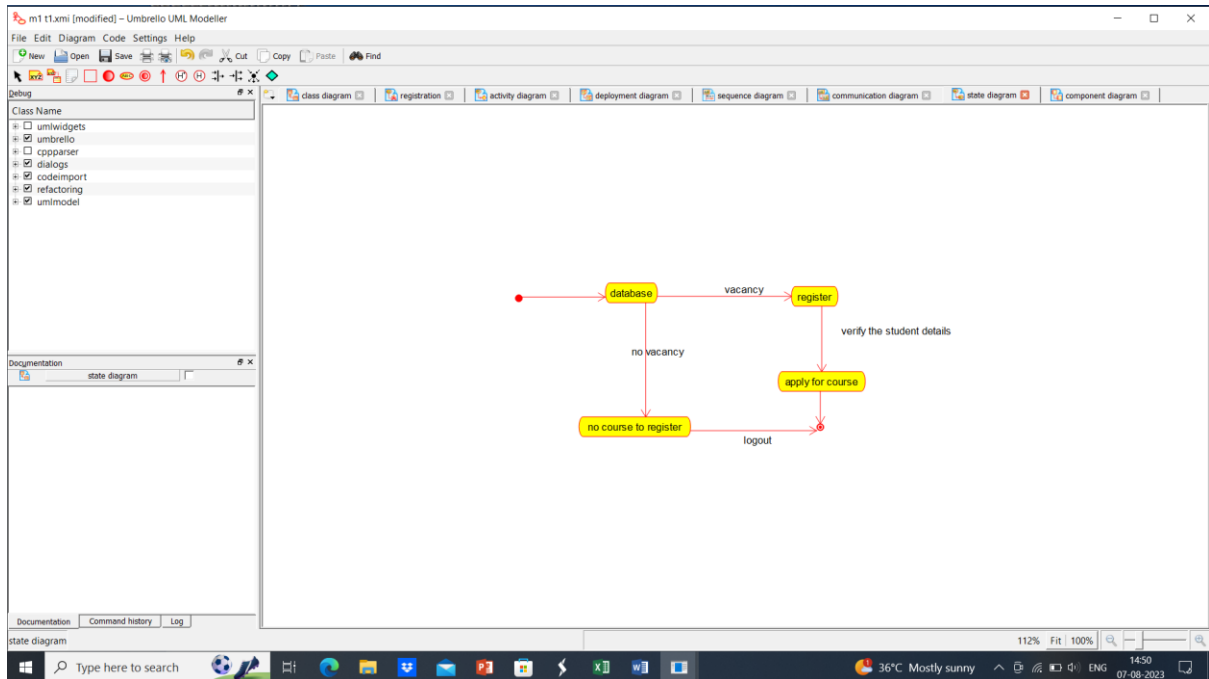 m1 t1.xmi [modified] – Umbrello UML Modeller
File Edit Diagram Code Settings Help
New Open Save Cut Copy Paste Find
Debug
class diagram registration activity diagram deployment diagram sequence diagram communication diagram state diagram component diagram
Class Name
umlwidgets
umbrello
cppparser
dialogs
codeimport
refactoring
umlmodel
database
vacancy
register
verify the student details
no vacancy
apply for course
no course to register
logout
Documentation
state diagram
Documentation Command history Log
state diagram
112% Fit 100%
Type here to search
36°C Mostly sunny
ENG
14:50
07-08-2023